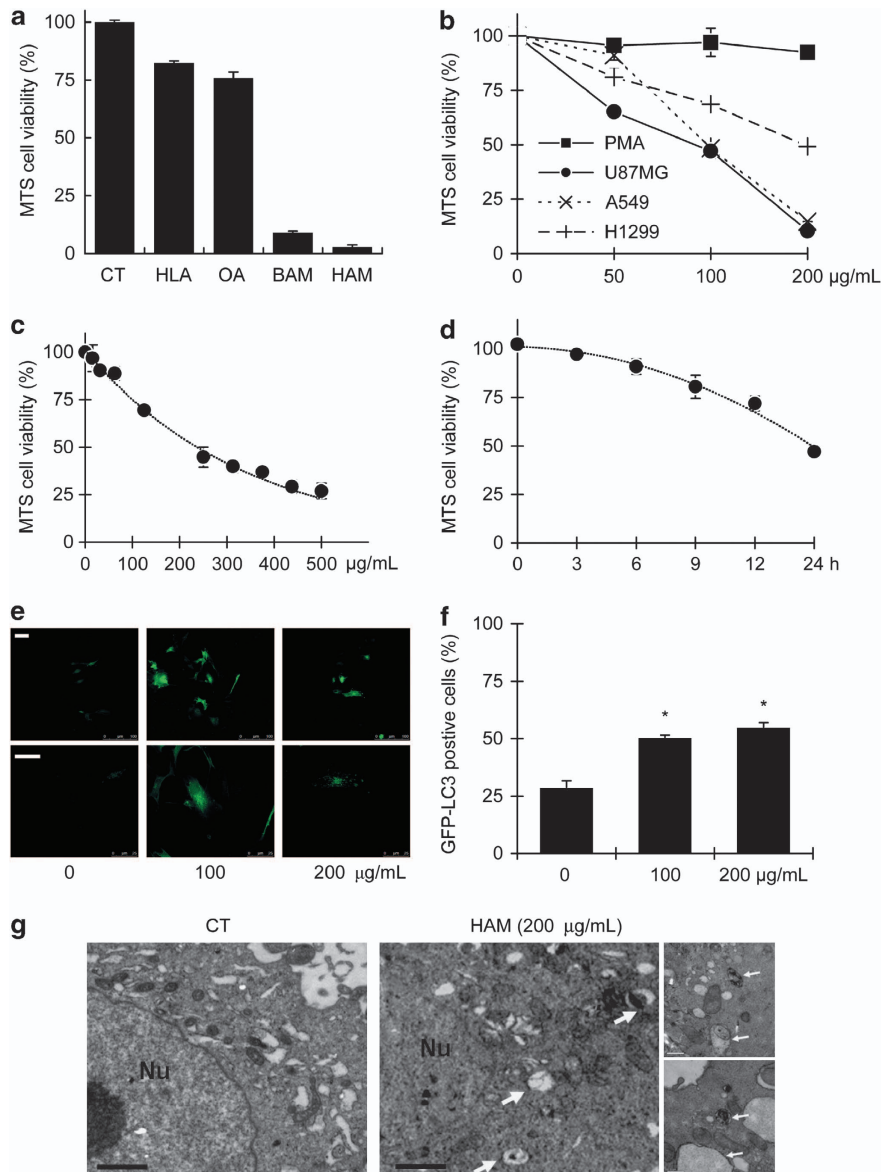 a
MTS cell viability (%)
100
75
50
25
0
CT HLA OA BAM HAM
b
MTS cell viability (%)
100
75
50
25
0
PMA
U87MG
A549
H1299
0 50 100 200 µg/mL
c
MTS cell viability (%)
100
75
50
25
0
0 100 200 300 400 500 µg/mL
d
MTS cell viability (%)
100
75
50
25
0
0 3 6 9 12 24 h
e
0 100 200 µg/mL
f
GFP-LC3 postive cells (%)
100
75
50
25
0
* *
0 100 200 µg/mL
g
CT HAM (200 µg/mL)
Nu Nu